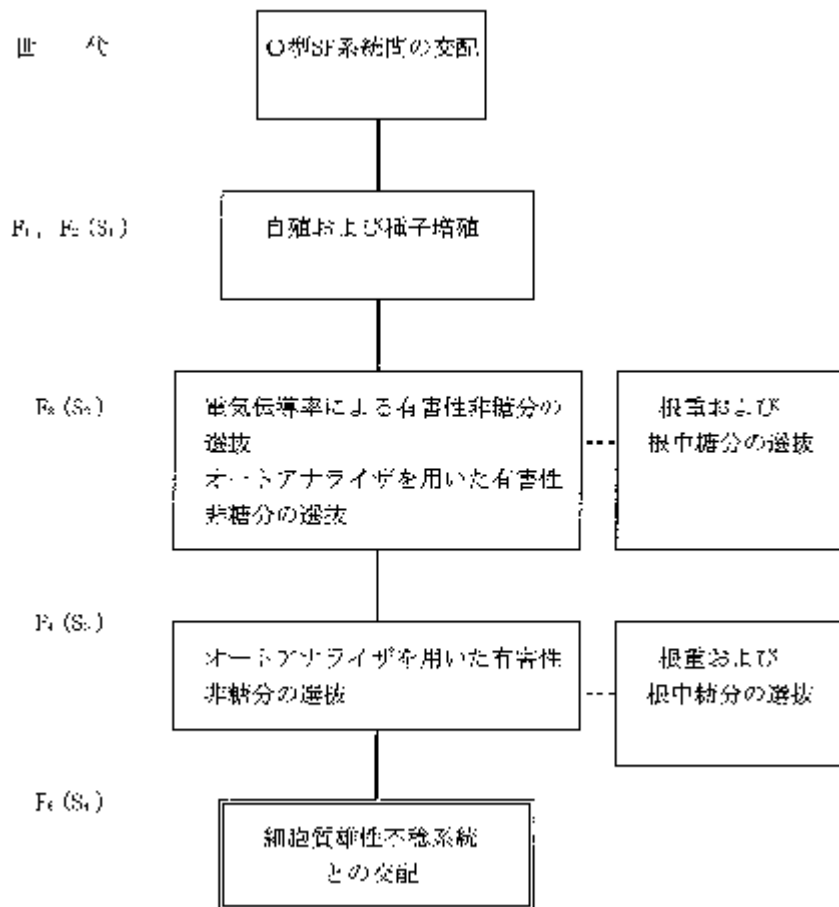 世 代
O型SF系統間の交配
F₁, F₂ (S₁)
自殖および種子増殖
F₃ (S₂)
電気伝導率による有害性非糖分の
選抜
オートアナライザを用いた有害性
非糖分の選抜
根重および
根中糖分の選抜
F₄ (S₃)
オートアナライザを用いた有害性
非糖分の選抜
根重および
根中糖分の選抜
(S₄)
細胞質雄性不稔系統
との交配